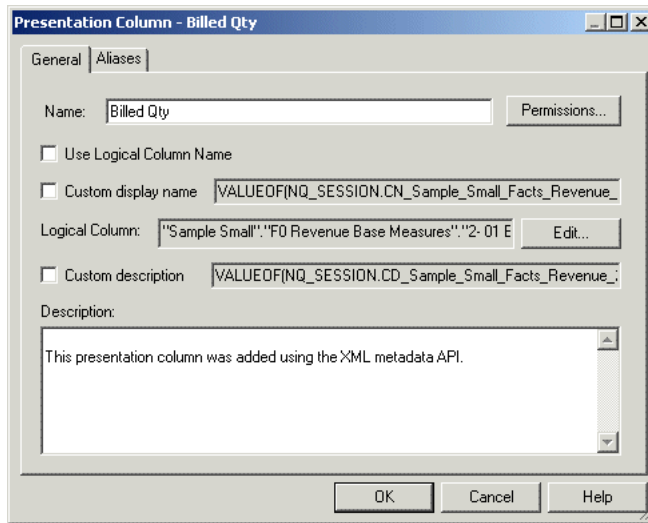 Presentation Column - Billed Qty
General Aliases
Name: Billed Qty Permissions...
Use Logical Column Name
Custom display name VALUEOF(NQ_SESSION.CN_Sample_Small_Facts_Revenue_
Logical Column: "Sample Small"."F0 Revenue Base Measures"."2- 01 E Edit...
Custom description VALUEOF(NQ_SESSION.CD_Sample_Small_Facts_Revenue_
Description:
This presentation column was added using the XML metadata API.
OK Cancel Help